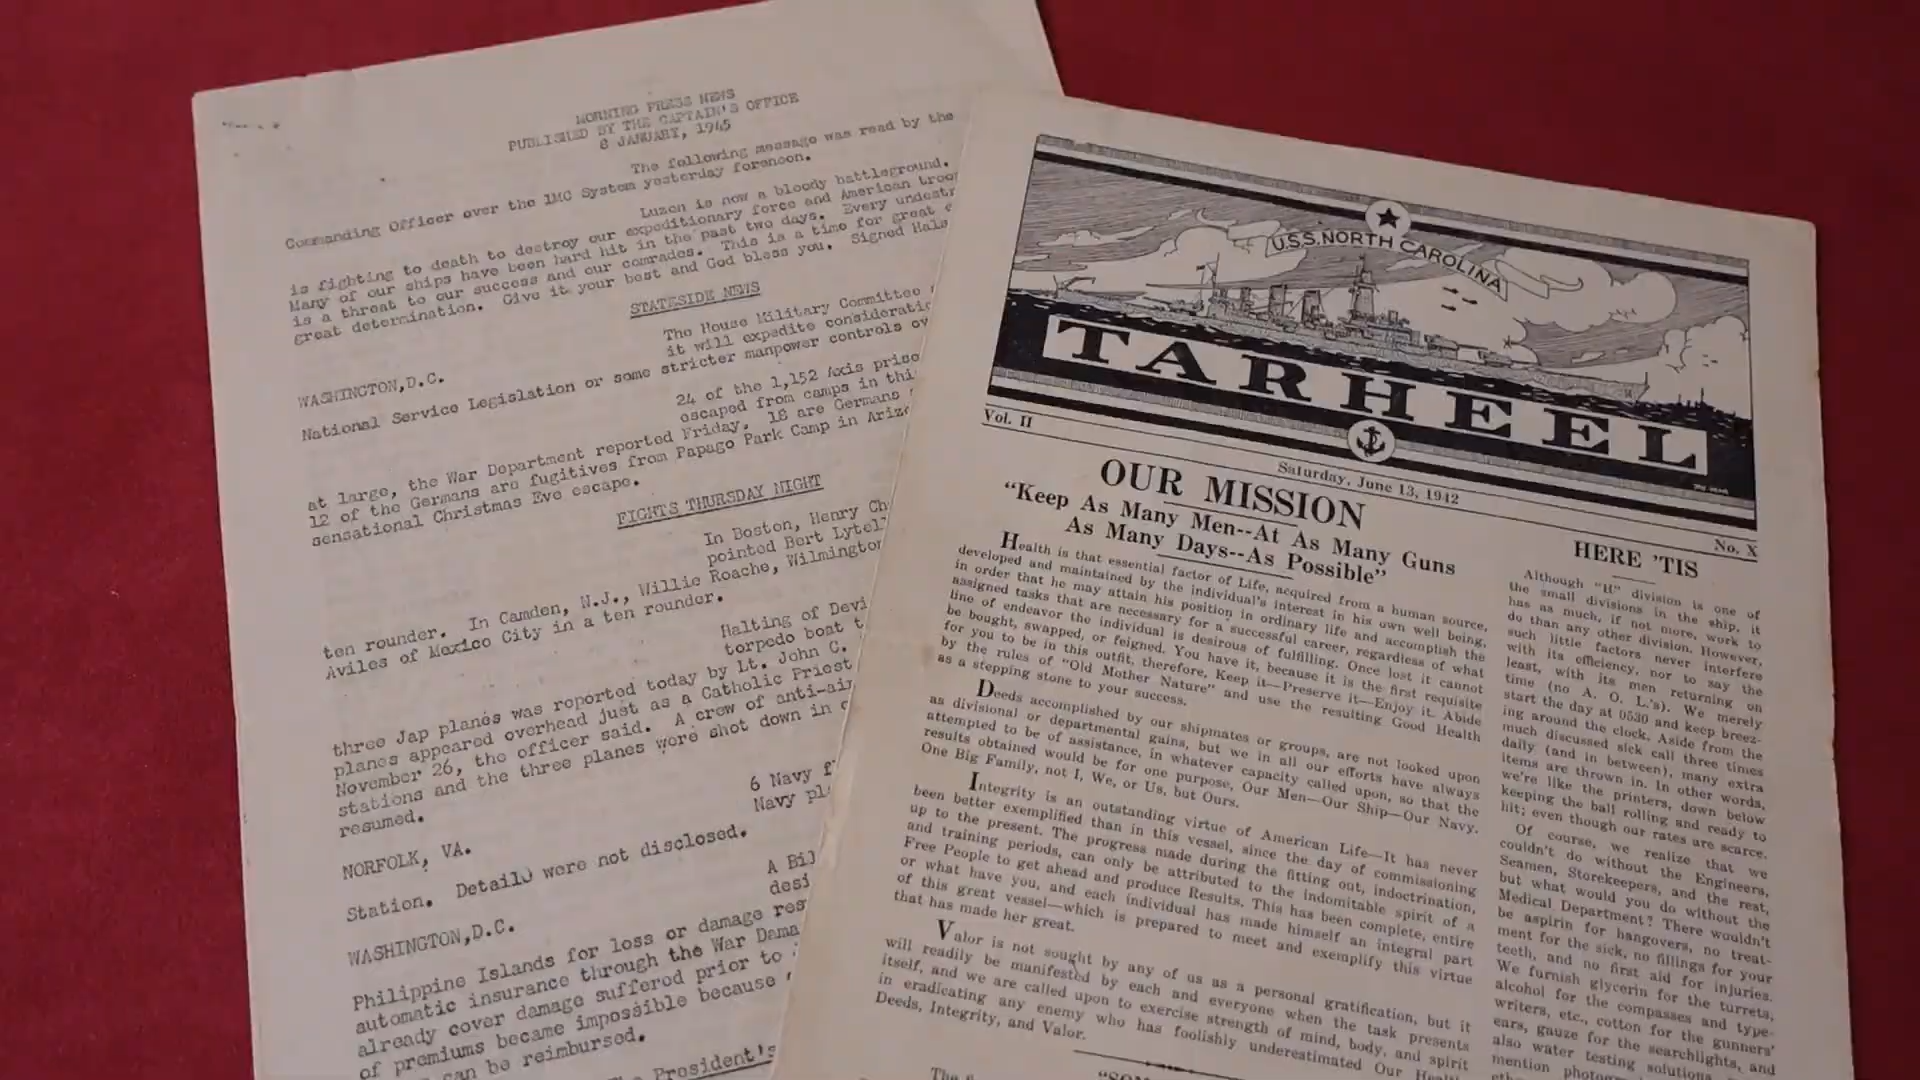 MORNING PRESS NEWS
PUBLISHED BY THE CAPTAIN'S OFFICE
6 JANUARY, 1945
The following message was read by the
Commanding Officer over the 1MC System yesterday forenoon.
Luzon is now a bloody battleground.
is fighting to death to destroy our expeditionary force and American
Many of our ships have been hard hit in the past two days. Every
is a threat to our success and our comrades. This is a time for great
great determination. Give it your best and God bless you. Signed
STATESIDE NEWS
The House Military Committee
WASHINGTON,D.C.
it will expedite
National Service Legislation or some stricter manpower controls
24 of the 1,152 Axis
escaped from camps in
at large, the War Department reported Friday. 18 are Germans
12 of the Germans are fugitives from Papago Park Camp in
sensational Christmas Eve escape.
FIGHTS THURSDAY NIGHT
In Boston, Henry
pointed Bert
ten rounder. In Camden, N.J., Willie Roache, Wilmington
Aviles of Mexico City in a ten rounder.
Halting of
torpedo boat
three Jap planes was reported today by Lt. John C.
planes appeared overhead just as a Catholic Priest
November 26, the officer said. A crew of
stations and the three planes were shot down in
resumed.
6 Navy
NORFOLK, VA.
Navy
Station. Details were not disclosed.
A
WASHINGTON,D.C.
Philippine Islands for loss or damage
automatic insurance through the War
already cover damage suffered prior to
of premiums became impossible because
can be reimbursed.
President's
U.S.S. NORTH CAROLINA
TARHEEL
Vol. II
Saturday, June 13, 1942
No. X
OUR MISSION
"Keep As Many Men--At As Many Guns
As Many Days--As Possible"
Health is that essential factor of Life, acquired from a human source,
developed and maintained by the individual's interest in his own well being,
in order that he may attain his position in ordinary life and accomplish the
assigned tasks that are necessary for a successful career, regardless of what
line of endeavor the individual is desirous of fulfilling. Once lost it cannot
be bought, swapped, or feigned. You have it, because it is the first requisite
for you to be in this outfit, therefore, Keep it—Preserve it—Enjoy it. Abide
by the rules of "Old Mother Nature" and use the resulting Good Health
as a stepping stone to your success.
Deeds accomplished by our shipmates or groups, are not looked upon
as divisional or departmental gains, but we in all our efforts have always
attempted to be of assistance, in whatever capacity called upon, so that the
results obtained would be for one purpose, Our Men—Our Ship—Our Navy.
One Big Family, not I, We, or Us, but Ours.
Integrity is an outstanding virtue of American Life—It has never
been better exemplified than in this vessel, since the day of commissioning
up to the present. The progress made during the fitting out, indoctrination,
and training periods, can only be attributed to the indomitable spirit of a
Free People to get ahead and produce Results. This has been complete, entire
or what have you, and each individual has made himself an integral part
of this great vessel—which is prepared to meet and exemplify this virtue
that has made her great.
Valor is not sought by any of us as a personal gratification, but it
will readily be manifested by each and everyone when the task presents
itself, and we are called upon to exercise strength of mind, body, and spirit
in eradicating any enemy who has foolishly underestimated Our
Deeds, Integrity, and Valor.
HERE 'TIS
Although "H" division is one of
the small divisions in the ship, it
has as much, if not more, work to
do than any other division. However,
such little factors never interfere
with its efficiency, nor to say the
least, with its men returning on
time (no A. O. L's). We merely
start the day at 0530 and keep breez-
ing around the clock. Aside from the
much discussed sick call three times
daily (and in between), many extra
items are thrown in. In other words,
we're like the printers, down below
keeping the ball rolling and ready to
hit; even though our rates are scarce.
Of course, we realize that we
couldn't do without the Engineers,
Seamen, Storekeepers, and the rest,
but what would you do without the
Medical Department? There wouldn't
be aspirin for hangovers, no treat-
ment for the sick, no fillings for your
teeth, and no first aid for injuries.
We furnish glycerin for the turrets,
alcohol for the compasses and type-
writers, etc., cotton for the gunners'
ears, gauze for the searchlights, and
also water testing solutions,
mention